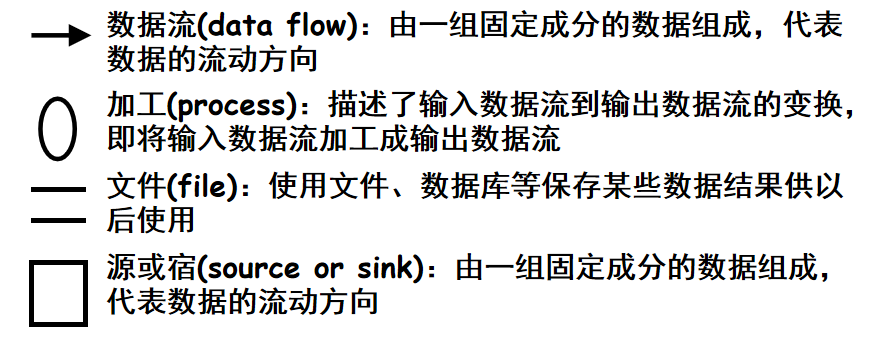 数据流(data flow)：由一组固定成分的数据组成，代表
数据的流动方向
加工(process)：描述了输入数据流到输出数据流的变换，
即将输入数据流加工成输出数据流
文件(file)：使用文件、数据库等保存某些数据结果供以
后使用
源或宿(source or sink)：由一组固定成分的数据组成，
代表数据的流动方向